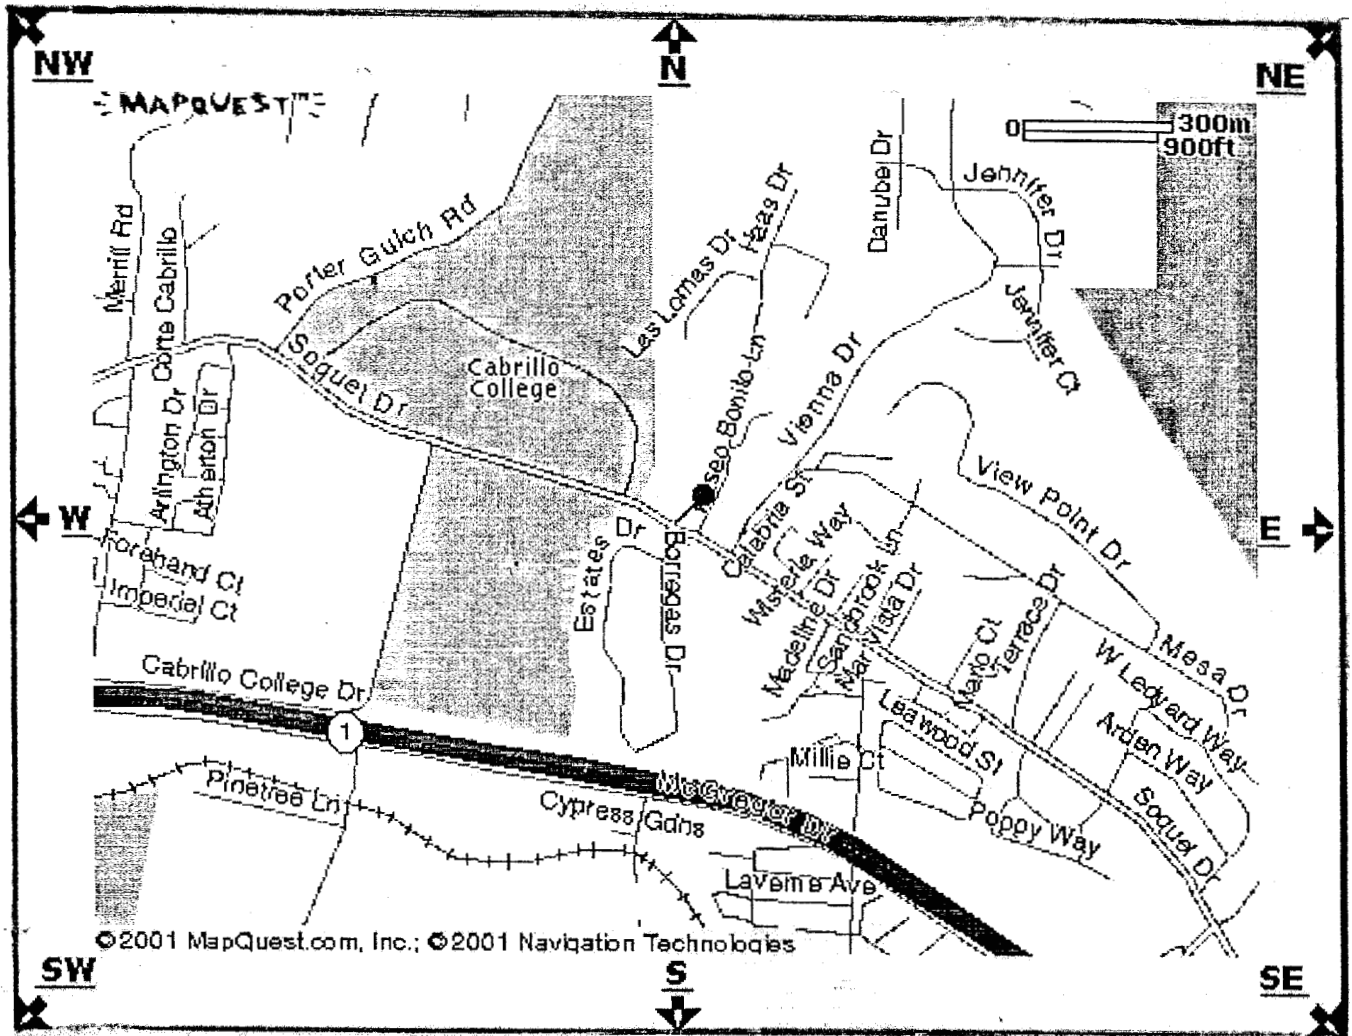 NW
N
NE
MAPQUEST™
0 300m
900ft
Danube Dr
Jennifer Dr
Haas Dr
Las Lomas Dr
Porter Gulch Rd
Merrill Rd
Corte Cabrillo
Jennifer Ct
Soquel Dr
Cabrillo
College
seo Bonito Ln
Vienna Dr
Arlington Dr
Atherton Dr
View Point Dr
Calabria St
W
E
Estates Dr
Borregas Dr
Wisteria Way
Madeline Dr
Sandbrook Ln
Mar Vista Dr
Forehand Ct
Imperial Ct
Terrace Dr
Mario Ct
Mesa Dr
W Ledyard Way
Arden Way
Cabrillo College Dr
1
Leawood St
Millie Ct
Pinetree Ln
Cypress Gdns
McGregor Dr
Poppy Way
Soquel Dr
Laverne Ave
©2001 MapQuest.com, Inc.; ©2001 Navigation Technologies
SW
S
SE